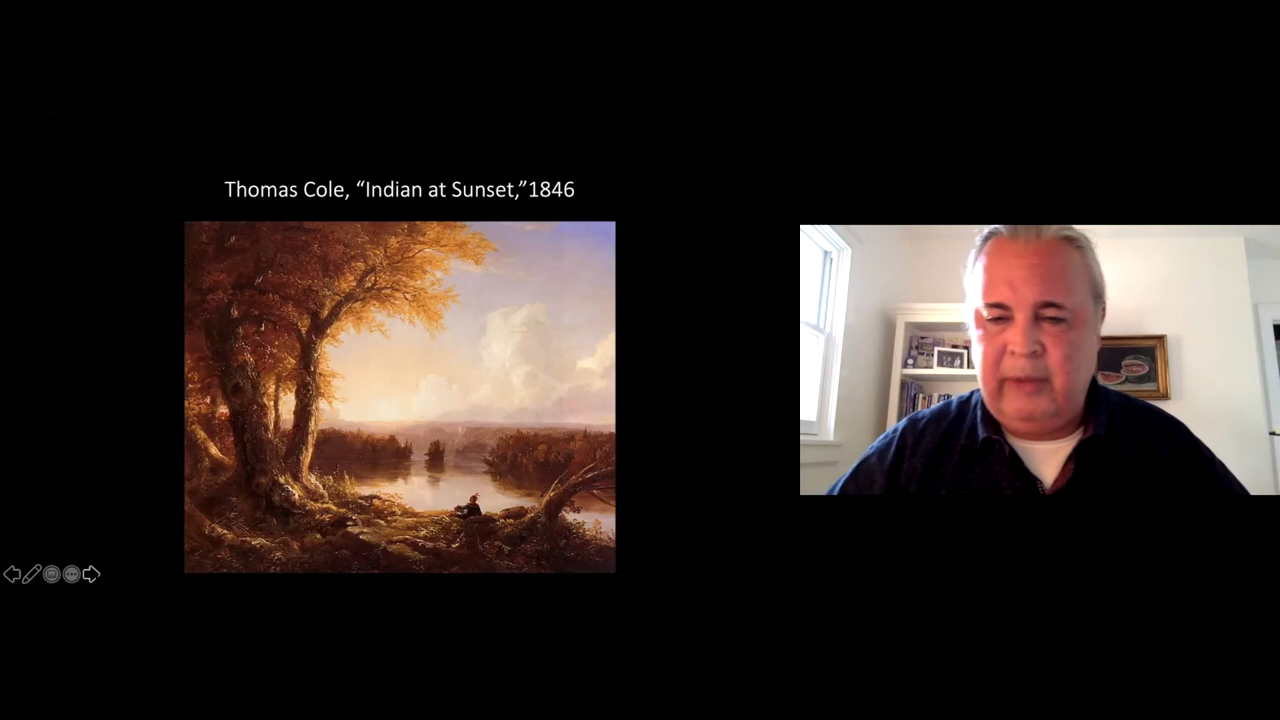 Thomas Cole, “Indian at Sunset,”1846